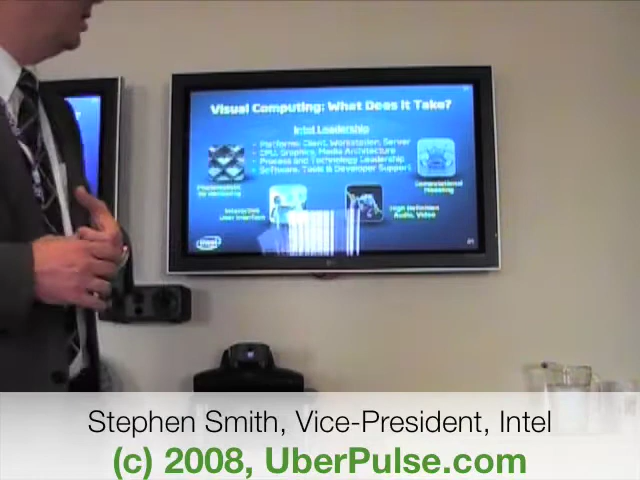 Visual Computing: What Does it Take?
Intel Leadership
- Platforms: Client, Workstation, Server
- CPU, Graphics, Media Architecture
- Process and Technology Leadership
- Software, Tools & Developer Support
Computational
Modeling
Interactive
User Interface
High Definition
Audio, Video
intel
Stephen Smith, Vice-President, Intel
(c) 2008, UberPulse.com